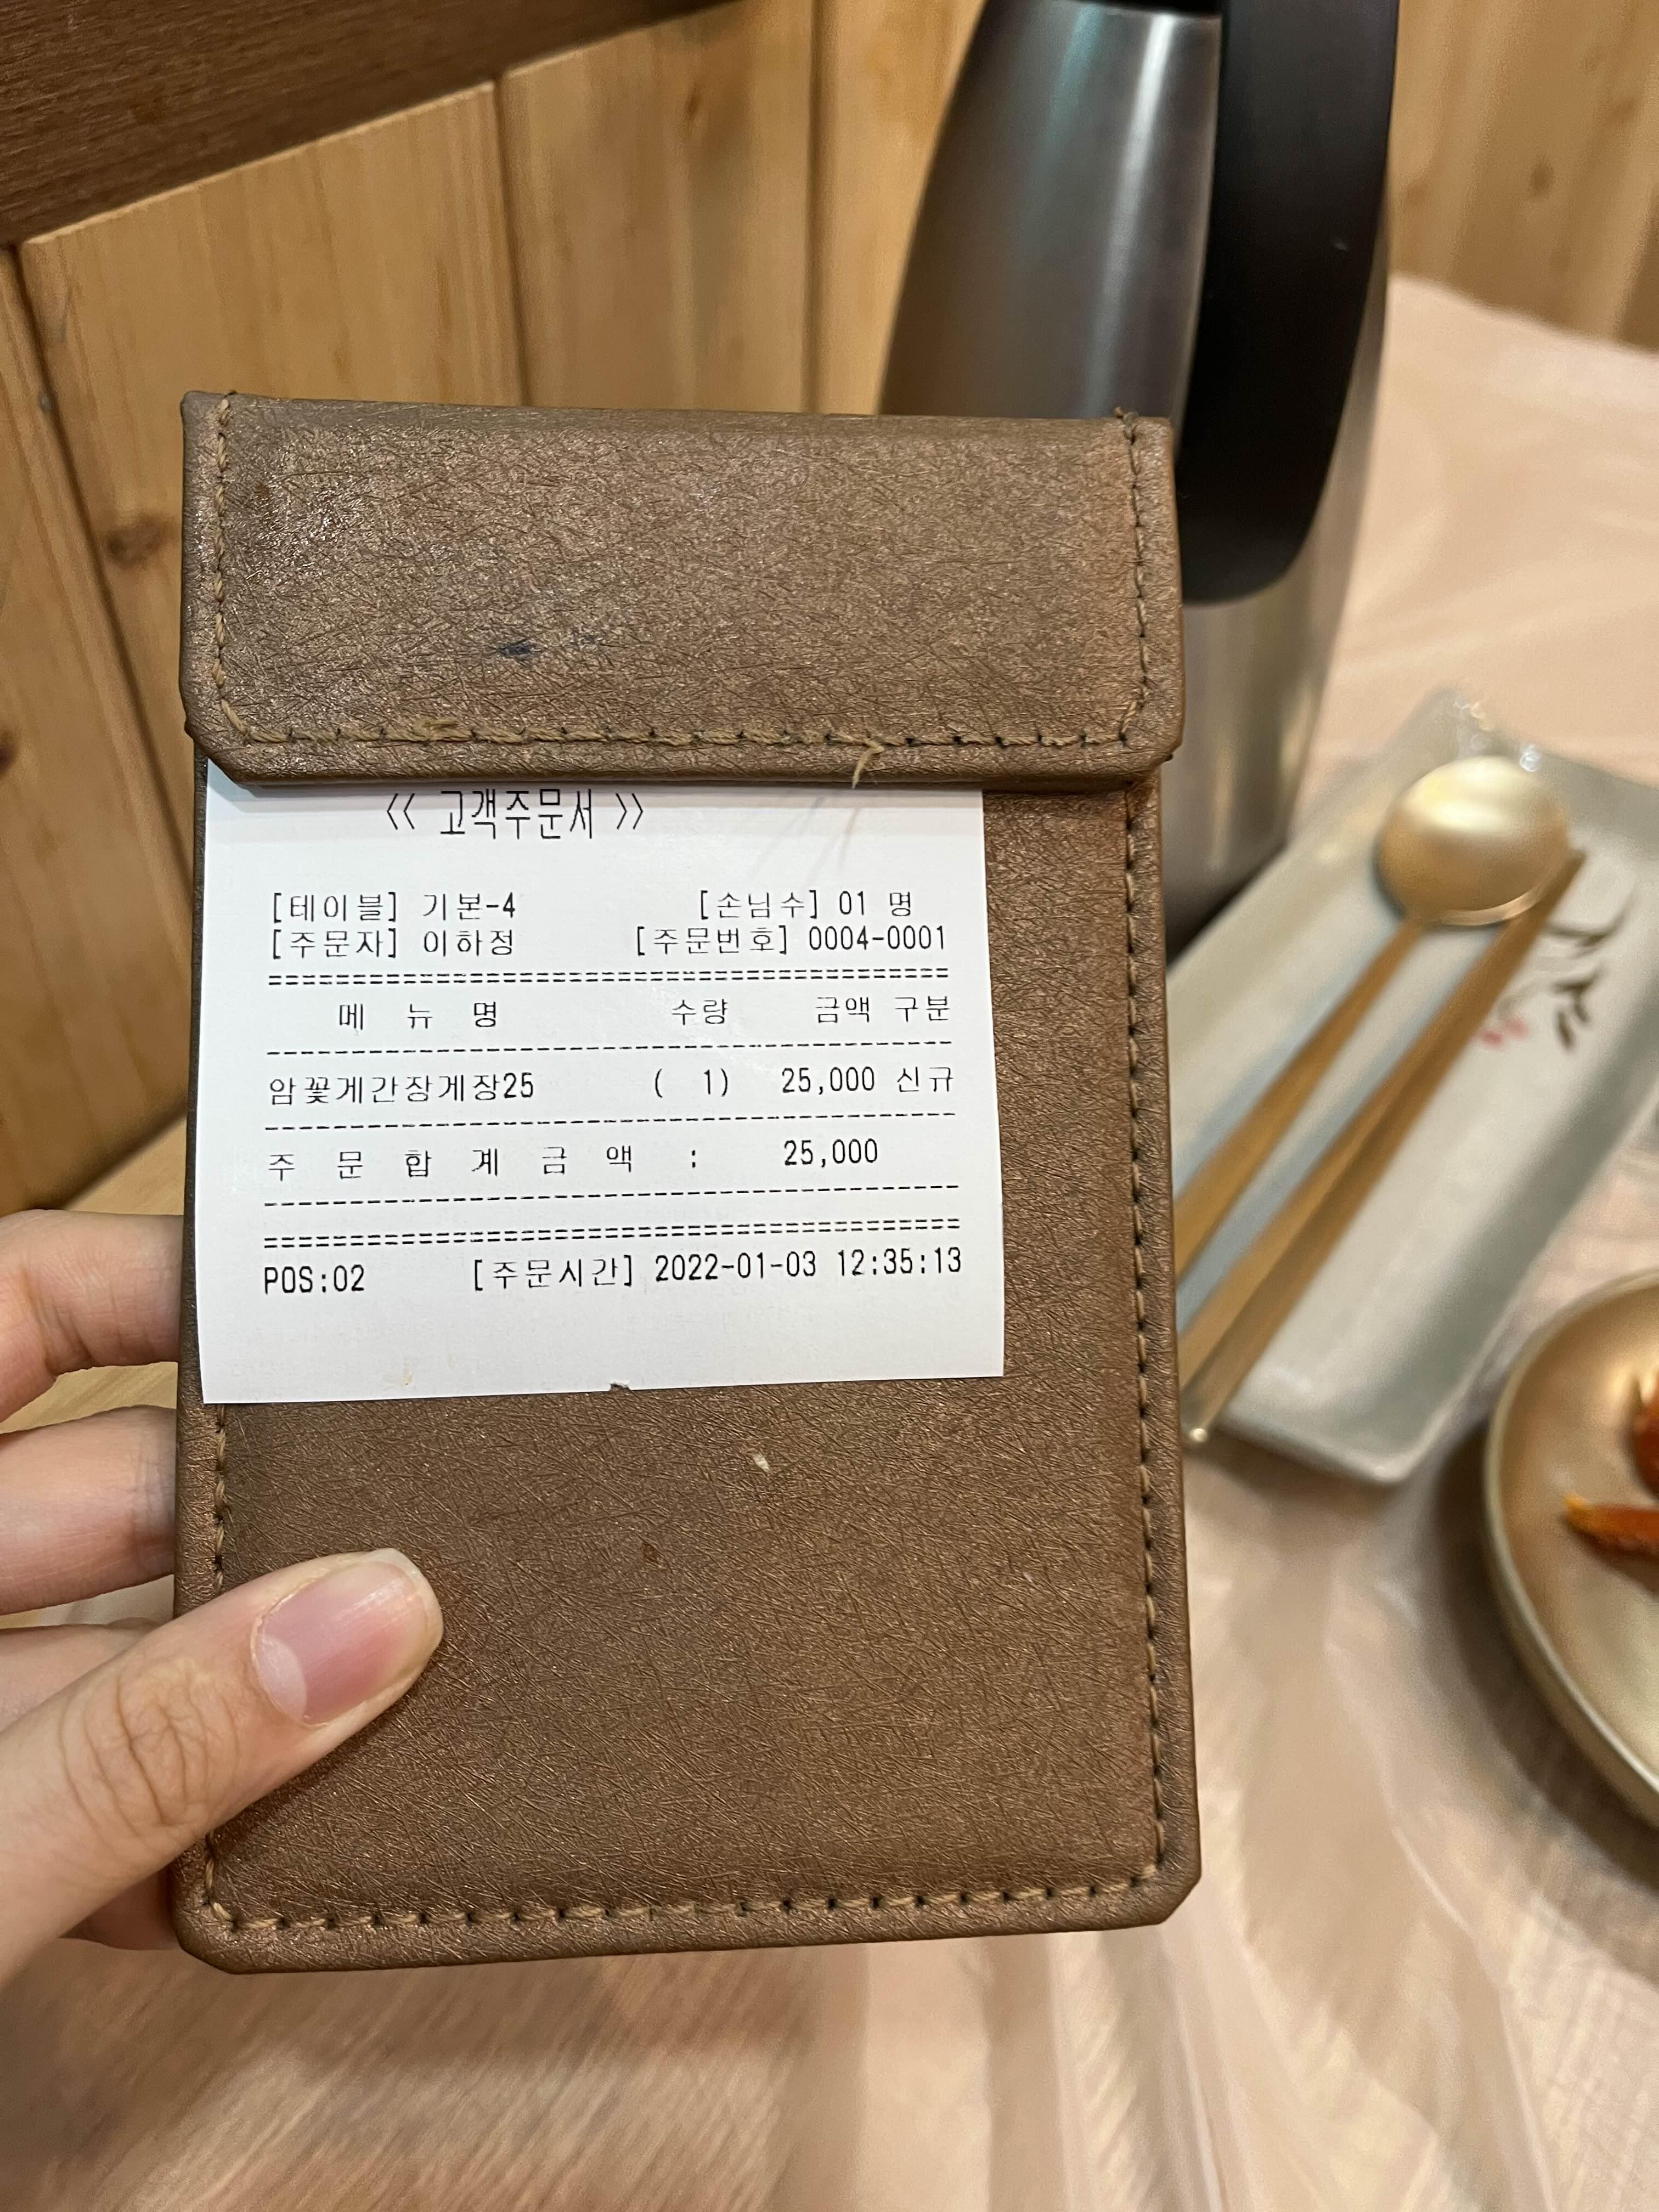 << 고객주문서 >>
[테이블] 기본-4 [손님수] 01 명
[주문자] 이하정 [주문번호] 0004-0001
========================================
메 뉴 명 수량 금액 구분
----------------------------------------
암꽃게간장게장25 ( 1) 25,000 신규
----------------------------------------
주 문 합 계 금 액 : 25,000
----------------------------------------
========================================
POS:02 [주문시간] 2022-01-03 12:35:13